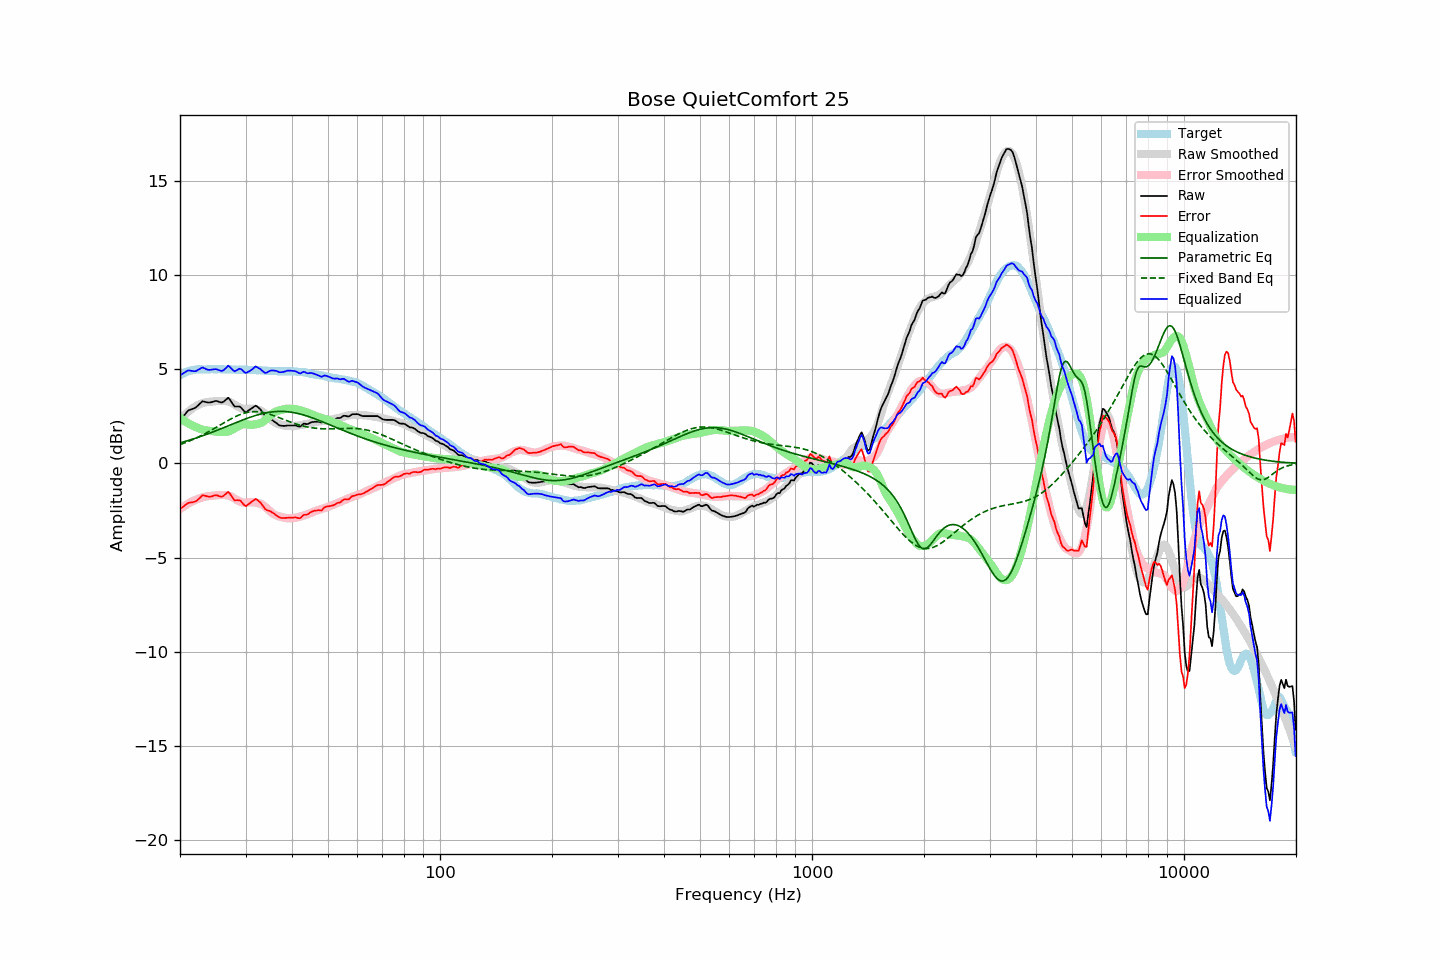 Bose QuietComfort 25
Target
Raw Smoothed
Error Smoothed
Raw
Error
Equalization
Parametric Eq
Fixed Band Eq
Equalized
15
10
5
0
−5
−10
−15
−20
Amplitude (dBr)
100 1000 10000
Frequency (Hz)